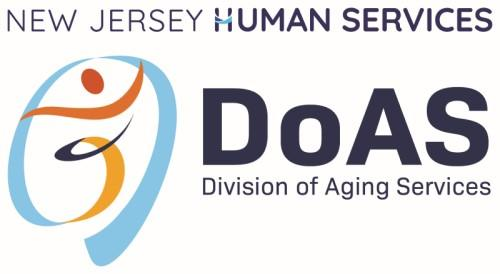 NEW JERSEY HUMAN SERVICES
DoAS
Division of Aging Services